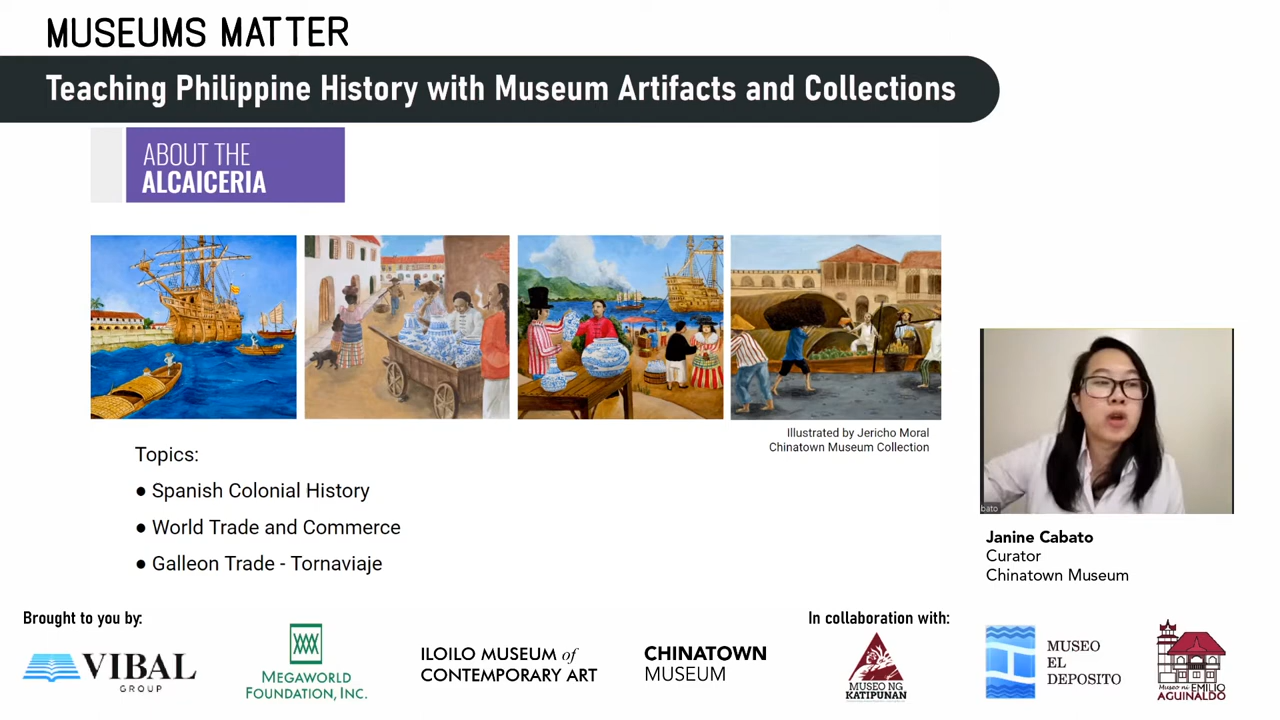 MUSEUMS MATTER
Teaching Philippine History with Museum Artifacts and Collections
ABOUT THE
ALCAICERIA
Illustrated by Jericho Moral
Chinatown Museum Collection
Topics:
● Spanish Colonial History
● World Trade and Commerce
● Galleon Trade - Tornaviaje
bato
Janine Cabato
Curator
Chinatown Museum
Brought to you by:
In collaboration with:
VIBAL
GROUP
MEGAWORLD
FOUNDATION, INC.
ILOILO MUSEUM of
CONTEMPORARY ART
CHINATOWN
MUSEUM
MUSEO NG
KATIPUNAN
MUSEO
EL
DEPOSITO
Museo ni EMILIO
AGUINALDO